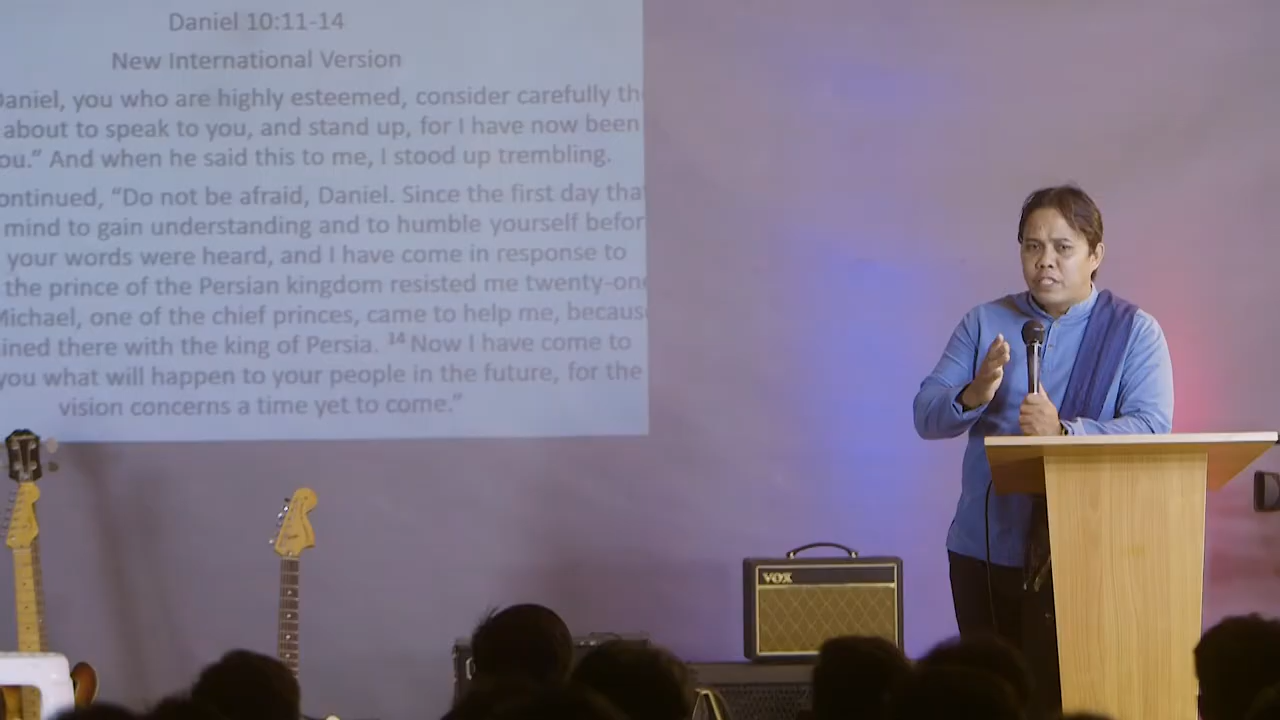 Daniel 10:11-14
New International Version
Daniel, you who are highly esteemed, consider carefully the
about to speak to you, and stand up, for I have now been
ou.” And when he said this to me, I stood up trembling.
ontinued, “Do not be afraid, Daniel. Since the first day that
mind to gain understanding and to humble yourself befor
your words were heard, and I have come in response to
the prince of the Persian kingdom resisted me twenty-one
Michael, one of the chief princes, came to help me, because
ined there with the king of Persia. ¹⁴ Now I have come to
you what will happen to your people in the future, for the
vision concerns a time yet to come.”
VOX